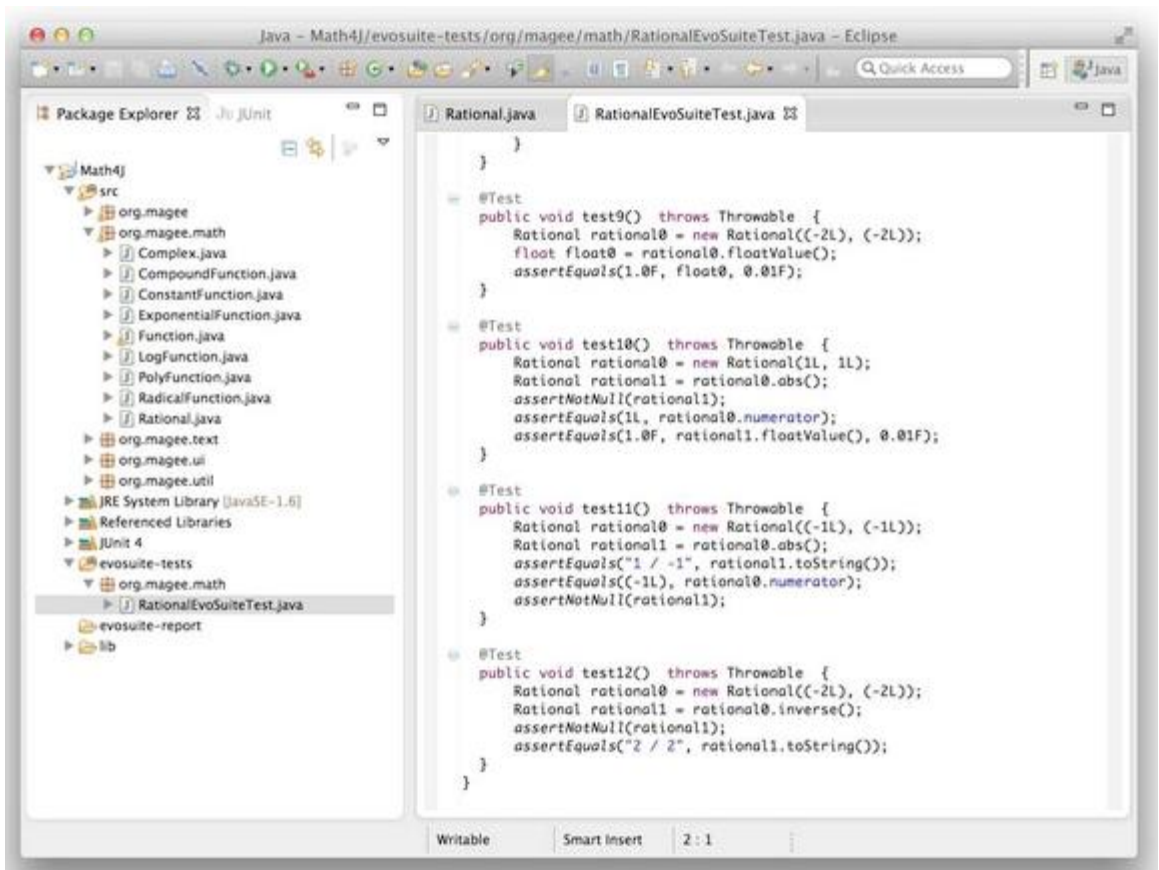 Java - Math4J/evosuite-tests/org/magee/math/RationalEvoSuiteTest.java - Eclipse
Quick Access
Java
Package Explorer
JUnit
Math4J
src
org.magee
org.magee.math
Complex.java
CompoundFunction.java
ConstantFunction.java
ExponentialFunction.java
Function.java
LogFunction.java
PolyFunction.java
RadicalFunction.java
Rational.java
org.magee.text
org.magee.ui
org.magee.util
JRE System Library [JavaSE-1.6]
Referenced Libraries
JUnit 4
evosuite-tests
org.magee.math
RationalEvoSuiteTest.java
evosuite-report
lib
Rational.java
RationalEvoSuiteTest.java
}
}
@Test
public void test9() throws Throwable {
Rational rational0 = new Rational((-2L), (-2L));
float float0 = rational0.floatValue();
assertEquals(1.0F, float0, 0.01F);
}
@Test
public void test10() throws Throwable {
Rational rational0 = new Rational(1L, 1L);
Rational rational1 = rational0.abs();
assertNotNull(rational1);
assertEquals(1L, rational0.numerator);
assertEquals(1.0F, rational1.floatValue(), 0.01F);
}
@Test
public void test11() throws Throwable {
Rational rational0 = new Rational((-1L), (-1L));
Rational rational1 = rational0.abs();
assertEquals("1 / -1", rational1.toString());
assertEquals((-1L), rational0.numerator);
assertNotNull(rational1);
}
@Test
public void test12() throws Throwable {
Rational rational0 = new Rational((-2L), (-2L));
Rational rational1 = rational0.inverse();
assertNotNull(rational1);
assertEquals("2 / 2", rational1.toString());
}
}
Writable
Smart Insert
2 : 1